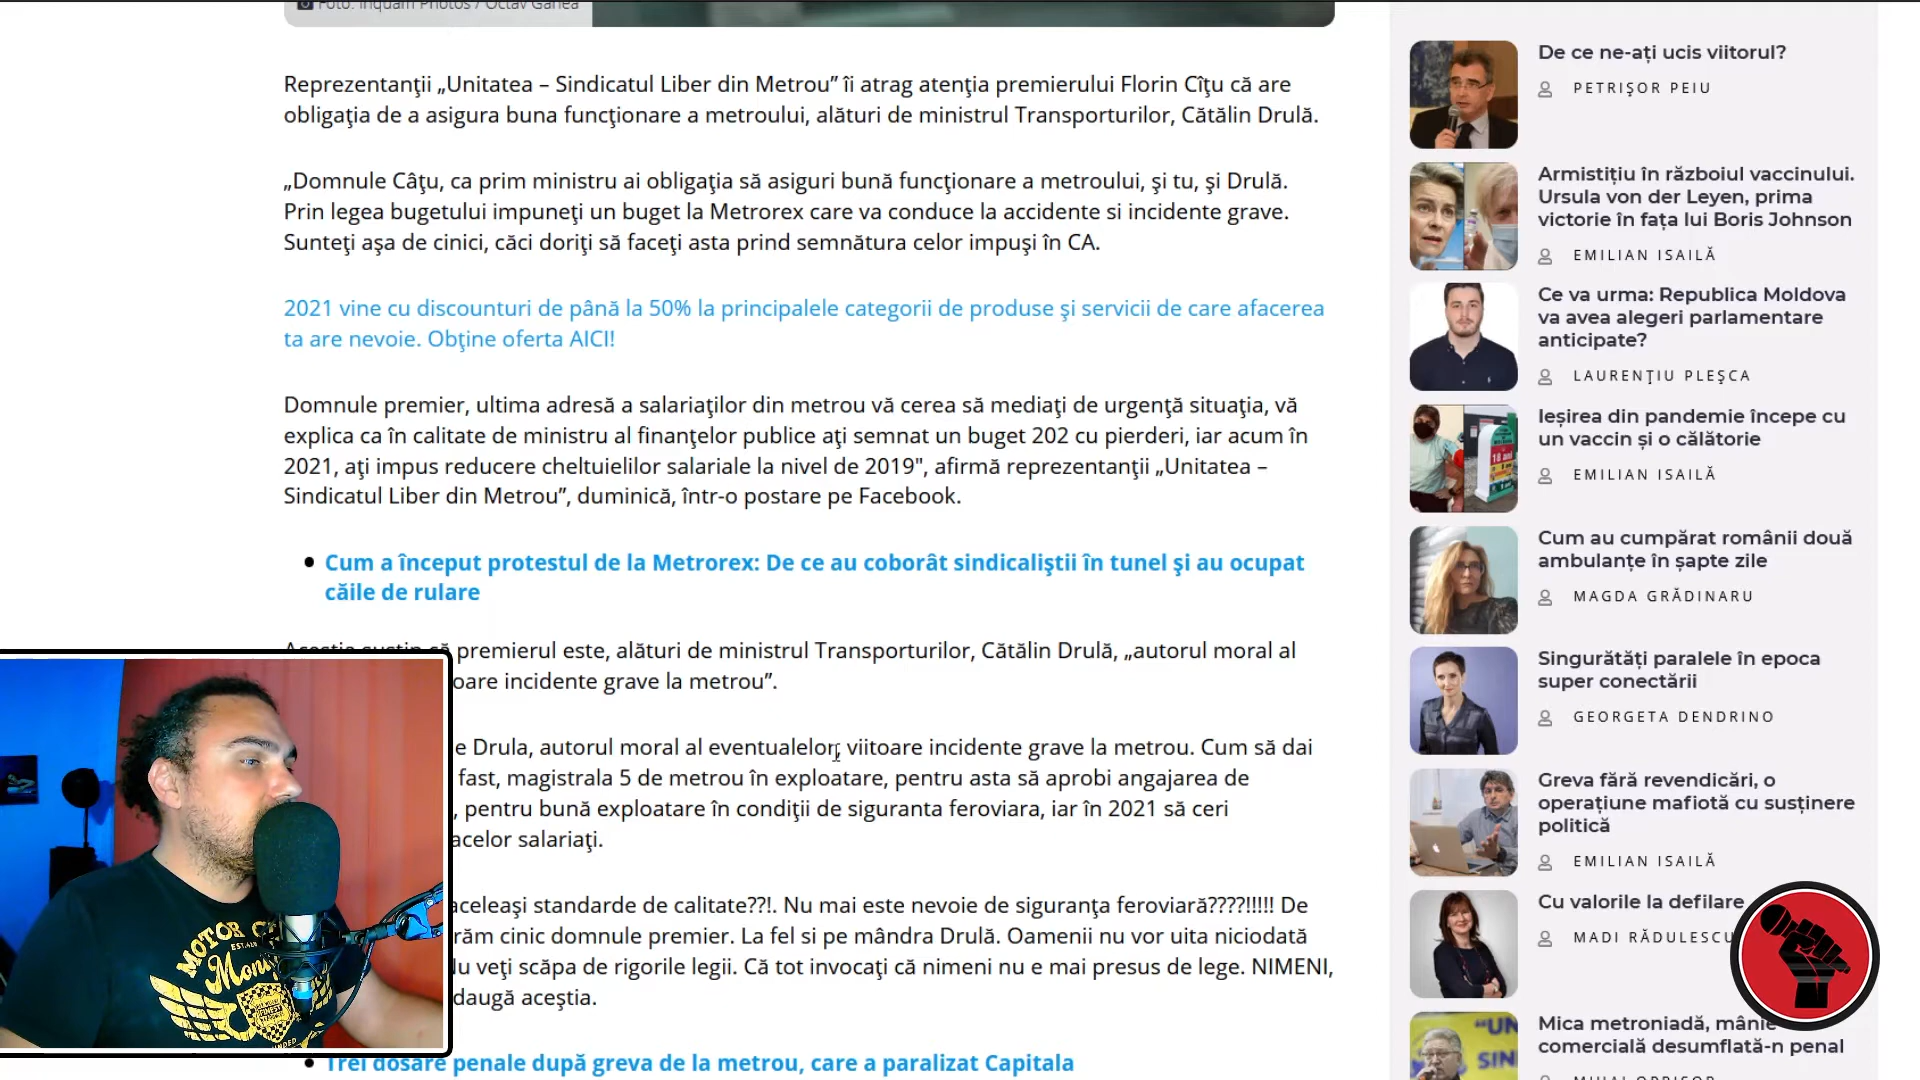 Foto: Inquam Photos / Octav Ganea
Reprezentanţii „Unitatea – Sindicatul Liber din Metrou” îi atrag atenţia premierului Florin Cîţu că are
obligaţia de a asigura buna funcţionare a metroului, alături de ministrul Transporturilor, Cătălin Drulă.
„Domnule Câţu, ca prim ministru ai obligaţia să asiguri bună funcţionare a metroului, şi tu, şi Drulă.
Prin legea bugetului impuneţi un buget la Metrorex care va conduce la accidente si incidente grave.
Sunteţi aşa de cinici, căci doriţi să faceţi asta prind semnătura celor impuşi în CA.
2021 vine cu discounturi de până la 50% la principalele categorii de produse şi servicii de care afacerea
ta are nevoie. Obţine oferta AICI!
Domnule premier, ultima adresă a salariaţilor din metrou vă cerea să mediaţi de urgenţă situaţia, vă
explica ca în calitate de ministru al finanţelor publice aţi semnat un buget 202 cu pierderi, iar acum în
2021, aţi impus reducere cheltuielilor salariale la nivel de 2019", afirmă reprezentanţii „Unitatea –
Sindicatul Liber din Metrou”, duminică, într-o postare pe Facebook.
• Cum a început protestul de la Metrorex: De ce au coborât sindicaliştii în tunel şi au ocupat
căile de rulare
premierul este, alături de ministrul Transporturilor, Cătălin Drulă, „autorul moral al
oare incidente grave la metrou”.
e Drula, autorul moral al eventualelor, viitoare incidente grave la metrou. Cum să dai
fast, magistrala 5 de metrou în exploatare, pentru asta să aprobi angajarea de
, pentru bună exploatare în condiţii de siguranta feroviara, iar în 2021 să ceri
acelor salariaţi.
aceleaşi standarde de calitate??!. Nu mai este nevoie de siguranţa feroviară????!!!!! De
răm cinic domnule premier. La fel si pe mândra Drulă. Oamenii nu vor uita niciodată
Nu veţi scăpa de rigorile legii. Că tot invocaţi că nimeni nu e mai presus de lege. NIMENI,
daugă aceştia.
• Trei dosare penale după greva de la metrou, care a paralizat Capitala
De ce ne-ați ucis viitorul?
PETRIŞOR PEIU
Armistițiu în războiul vaccinului.
Ursula von der Leyen, prima
victorie în fața lui Boris Johnson
EMILIAN ISAILĂ
Ce va urma: Republica Moldova
va avea alegeri parlamentare
anticipate?
LAURENŢIU PLEŞCA
Ieșirea din pandemie începe cu
un vaccin și o călătorie
EMILIAN ISAILĂ
Cum au cumpărat românii două
ambulanțe în șapte zile
MAGDA GRĂDINARU
Singurătăți paralele în epoca
super conectării
GEORGETA DENDRINO
Greva fără revendicări, o
operațiune mafiotă cu susținere
politică
EMILIAN ISAILĂ
Cu valorile la defilare
MADI RĂDULESCU
Mica metroniadă, mânie
comercială desumflată-n penal
MOTOR